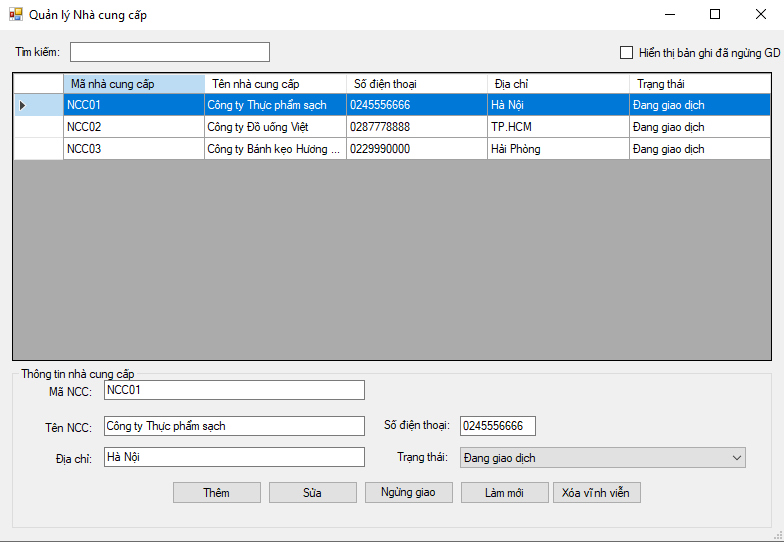 Quản lý Nhà cung cấp
Tìm kiếm:
Hiển thị bản ghi đã ngừng GD
Mã nhà cung cấp Tên nhà cung cấp Số điện thoại Địa chỉ Trạng thái
NCC01 Công ty Thực phẩm sạch 0245556666 Hà Nội Đang giao dịch
NCC02 Công ty Đồ uống Việt 0287778888 TP.HCM Đang giao dịch
NCC03 Công ty Bánh kẹo Hương ... 0229990000 Hải Phòng Đang giao dịch
Thông tin nhà cung cấp
Mã NCC: NCC01
Tên NCC: Công ty Thực phẩm sạch Số điện thoại: 0245556666
Địa chỉ: Hà Nội Trạng thái: Đang giao dịch
Thêm Sửa Ngừng giao Làm mới Xóa vĩnh viễn